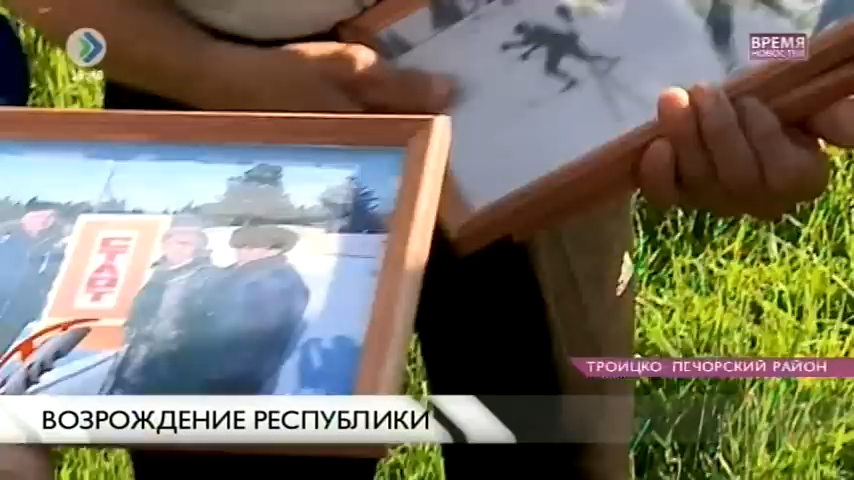 ВРЕМЯ
НОВОСТЕЙ
СТАРТ
ТРОИЦКО ПЕЧОРСКИЙ РАЙОН
ВОЗРОЖДЕНИЕ РЕСПУБЛИКИ